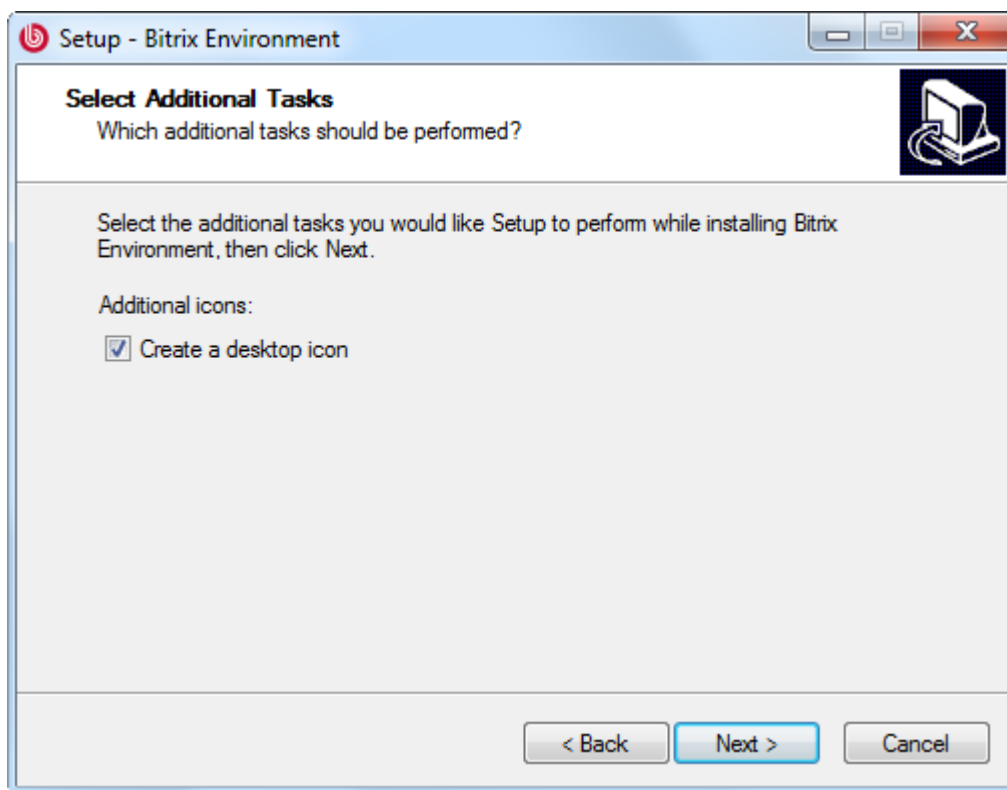 Setup - Bitrix Environment
Select Additional Tasks
Which additional tasks should be performed?
Select the additional tasks you would like Setup to perform while installing Bitrix
Environment, then click Next.
Additional icons:
Create a desktop icon
< Back Next > Cancel